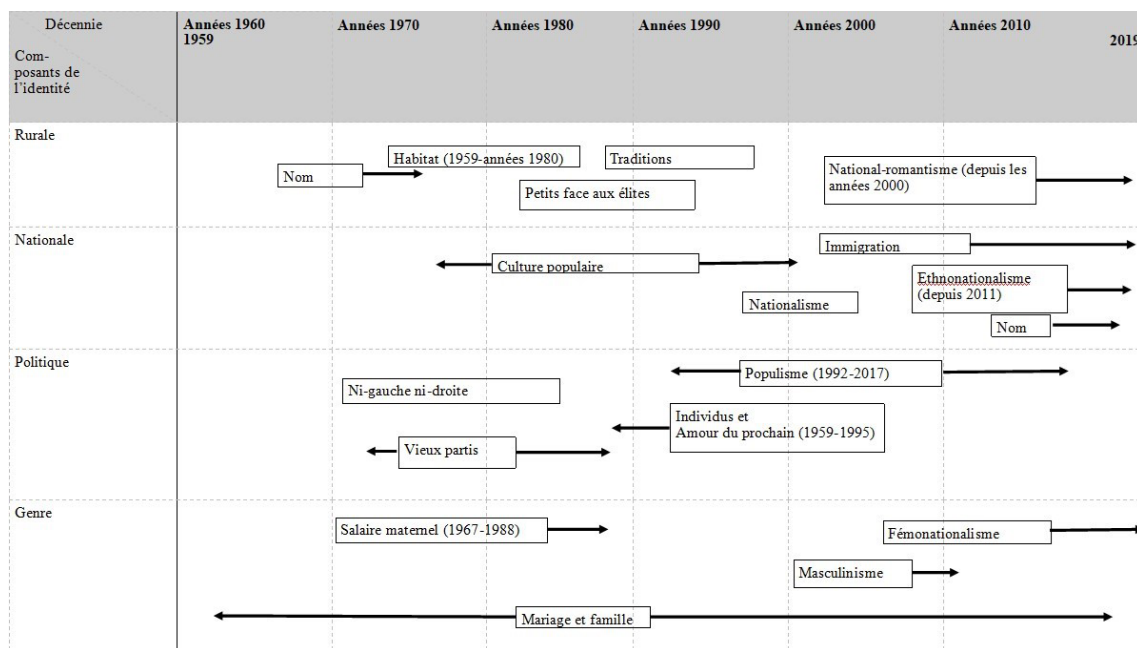 Décennie
Com-
posants de
l'identité
Années 1960
1959
Années 1970
Années 1980
Années 1990
Années 2000
Années 2010
2019
Rurale
Habitat (1959-années 1980)
Traditions
Nom
National-romantisme (depuis les
années 2000)
Petits face aux élites
Nationale
Immigration
Culture populaire
Ethnonationalisme
(depuis 2011)
Nationalisme
Nom
Politique
Populisme (1992-2017)
Ni-gauche ni-droite
Individus et
Amour du prochain (1959-1995)
Vieux partis
Genre
Salaire maternel (1967-1988)
Fémonationalisme
Masculinisme
Mariage et famille